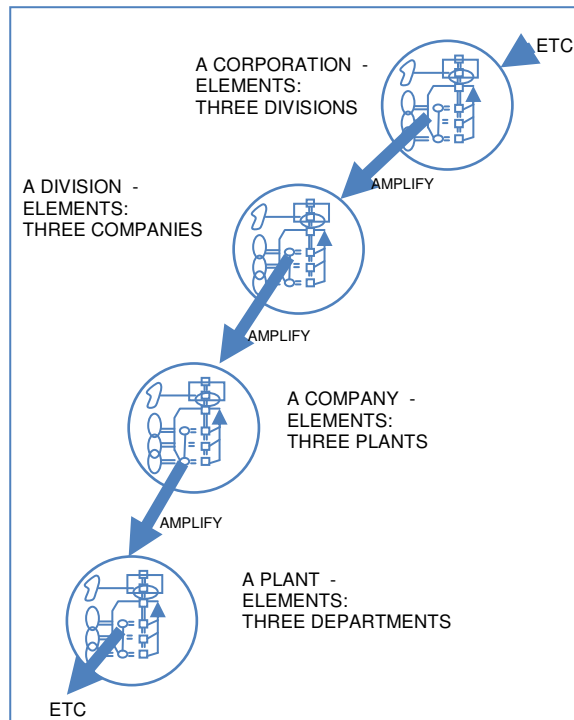 ETC
A CORPORATION -
ELEMENTS:
THREE DIVISIONS
AMPLIFY
A DIVISION -
ELEMENTS:
THREE COMPANIES
AMPLIFY
A COMPANY -
ELEMENTS:
THREE PLANTS
AMPLIFY
A PLANT -
ELEMENTS:
THREE DEPARTMENTS
ETC